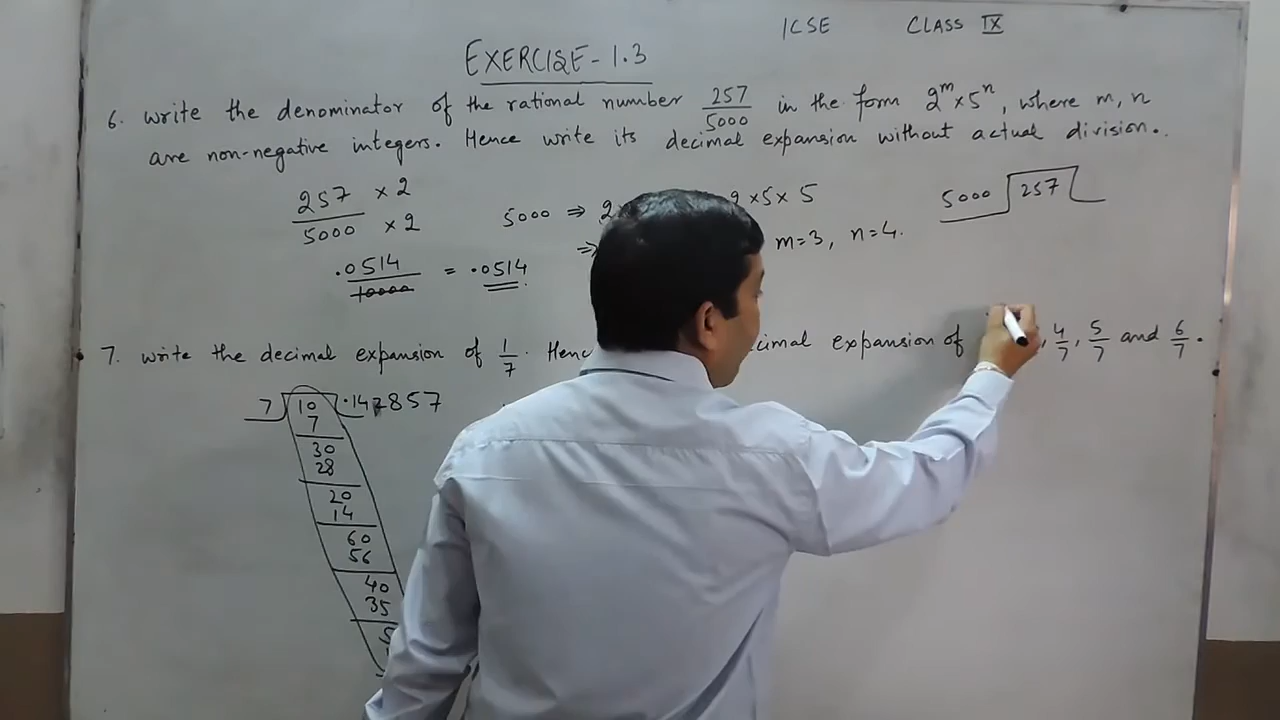 ICSE CLASS IX
EXERCISE-1.3
6. write the denominator of the rational number 257/5000 in the form 2^m×5^n, where m, n
are non-negative integers. Hence write its decimal expansion without actual division.
257 ×2
5000 ×2
5000 ⇒ 2 2×5×5
5000 257
⇒ m=3, n=4.
.0514
10000
= .0514
7. write the decimal expansion of 1/7. expansion of , 4/7, 5/7 and 6/7.
7 10 .142857
7
30
28
20
14
60
56
40
35
5